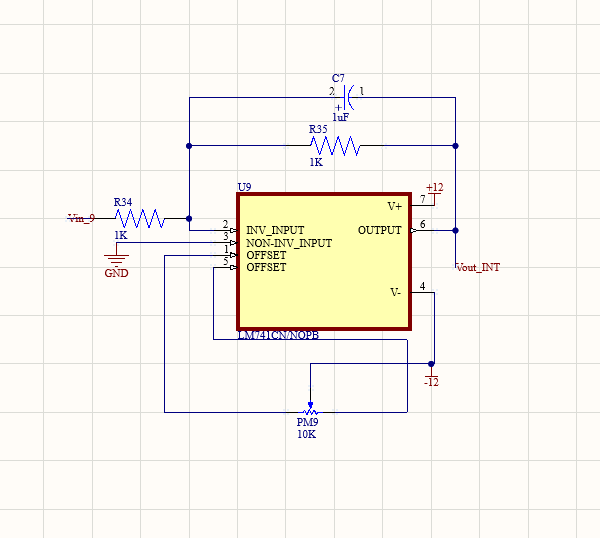 C7
2 1
+
1uF
R35
1K
U9
+12
R34
Vin_9
1K
V+ 7
2 INV_INPUT
OUTPUT 6
3 NON-INV_INPUT
1 OFFSET
5 OFFSET
GND
Vout_INT
V- 4
LM741CN/NOPB
-12
PM9
10K